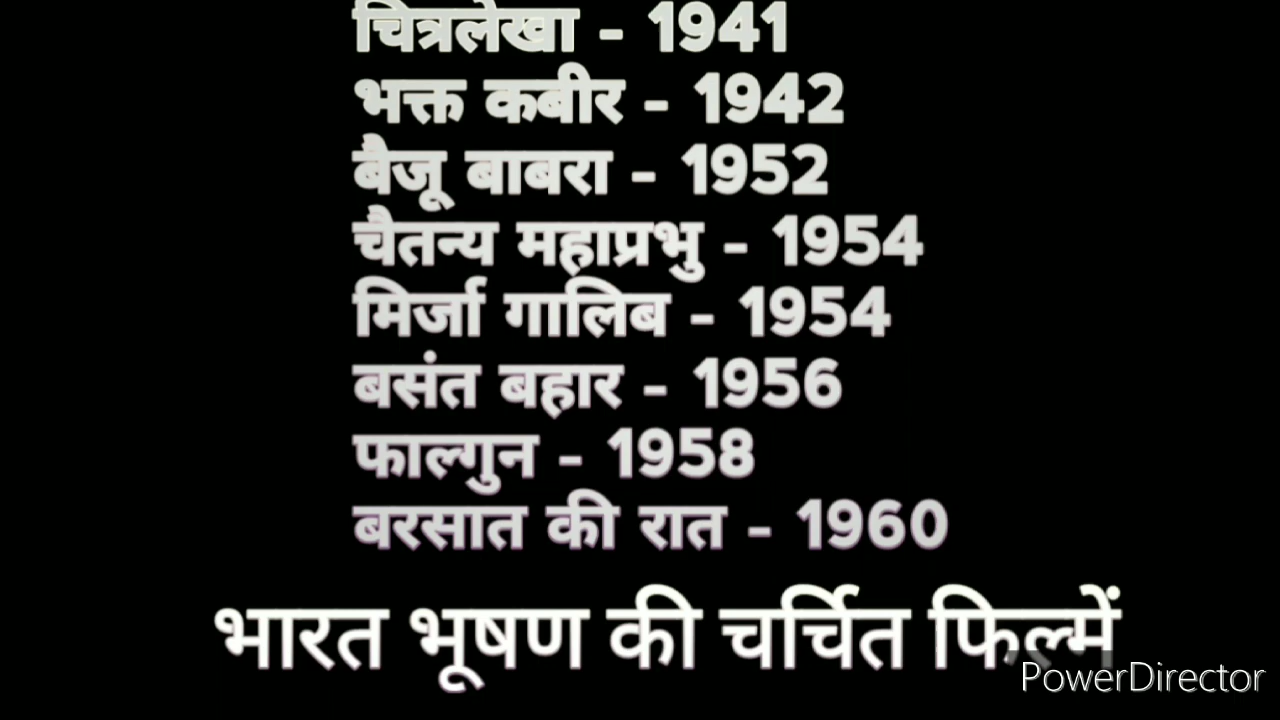 चित्रलेखा - 1941
भक्त कबीर - 1942
बैजू बाबरा - 1952
चैतन्य महाप्रभु - 1954
मिर्जा गालिब - 1954
बसंत बहार - 1956
फाल्गुन - 1958
बरसात की रात - 1960
भारत भूषण की चर्चित फिल्में
PowerDirector